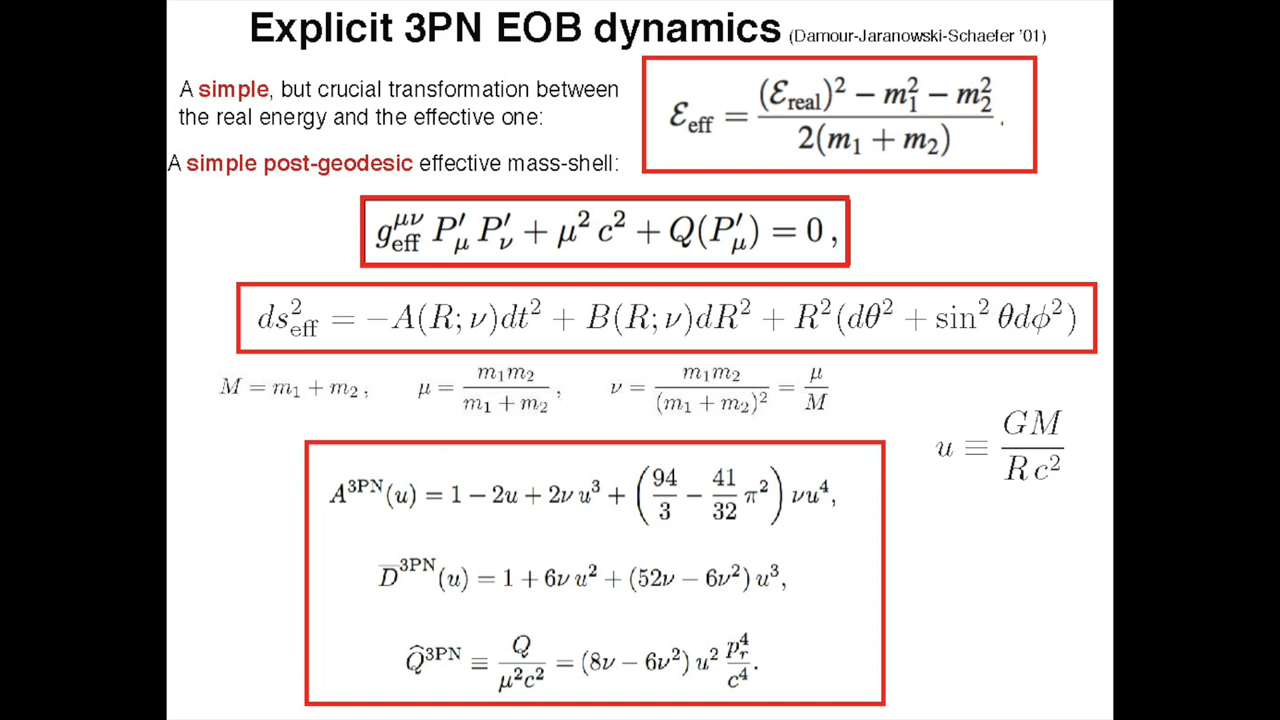 Explicit 3PN EOB dynamics (Damour-Jaranowski-Schaefer '01)
A simple, but crucial transformation between
the real energy and the effective one:
ℰ_eff = ((ℰ_real)² − m₁² − m₂²) / (2(m₁ + m₂)).
A simple post-geodesic effective mass-shell:
g_eff^{μν} P′_μ P′_ν + μ² c² + Q(P′_μ) = 0 ,
ds²_eff = −A(R; ν)dt² + B(R; ν)dR² + R²(dθ² + sin² θdϕ²)
M = m₁ + m₂ , μ = m₁m₂ / (m₁ + m₂) , ν = m₁m₂ / (m₁ + m₂)² = μ / M
u ≡ GM / (R c²)
A^{3PN}(u) = 1 − 2u + 2ν u³ + (94/3 − 41/32 π²) νu⁴,
D̅^{3PN}(u) = 1 + 6ν u² + (52ν − 6ν²) u³,
Q̂^{3PN} ≡ Q / (μ²c²) = (8ν − 6ν²) u² p_r⁴ / c⁴.